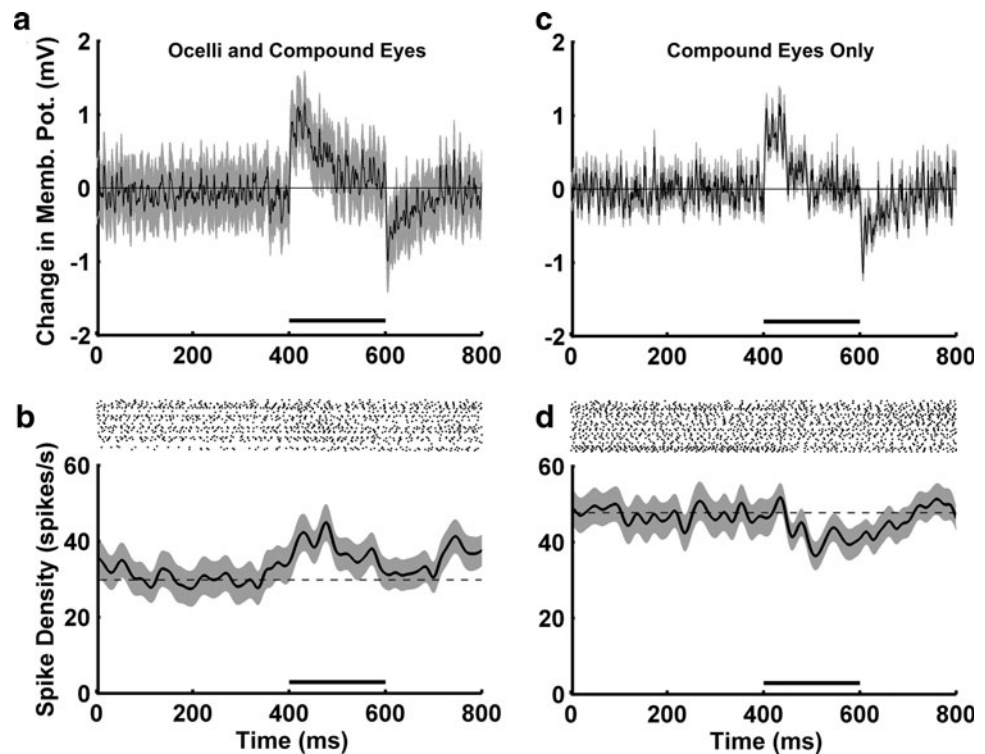 a
Ocelli and Compound Eyes
Change in Memb. Pot. (mV)
2
1
0
-1
-2
0 200 400 600 800
c
Compound Eyes Only
2
1
0
-1
-2
0 200 400 600 800
b
Spike Density (spikes/s)
60
40
20
0
0 200 400 600 800
Time (ms)
d
60
40
20
0
0 200 400 600 800
Time (ms)